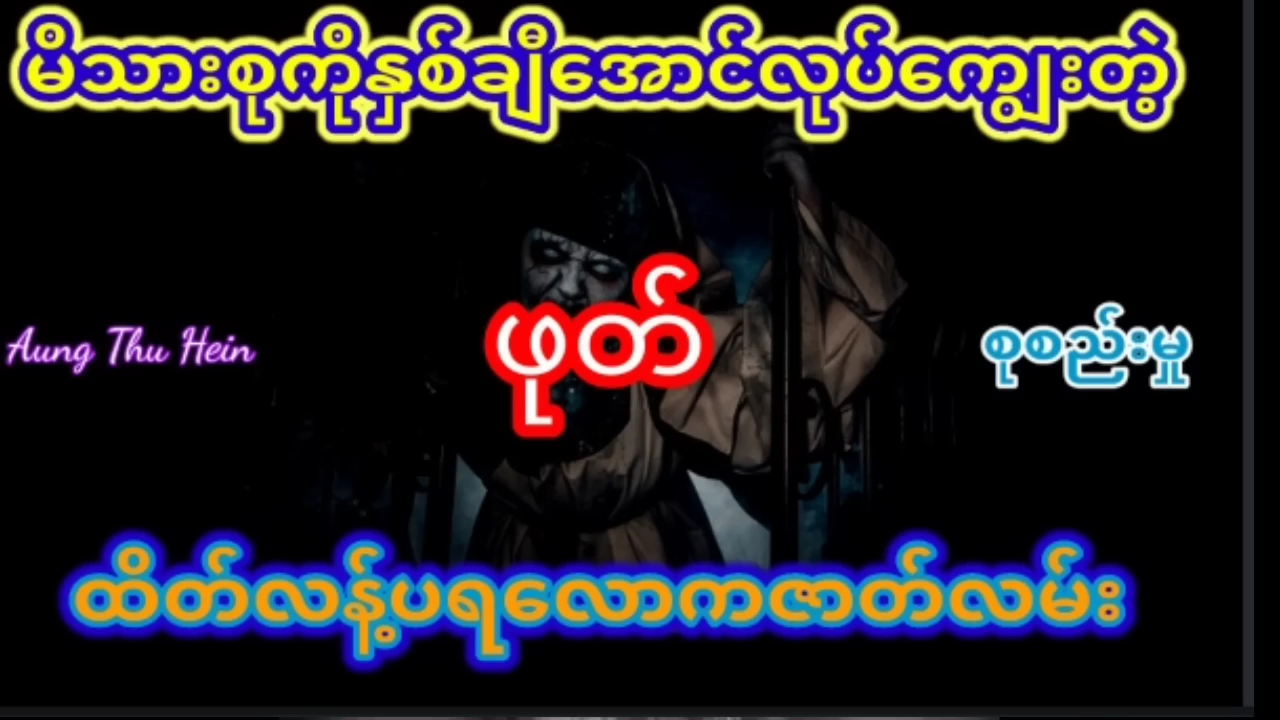 မိသားစုကိုနှစ်ချီအောင်လုပ်ကျွေးတဲ့
Aung Thu Hein
ဖုတ်
စုစည်းမှု
ထိတ်လန့်ပရလောကဇာတ်လမ်း